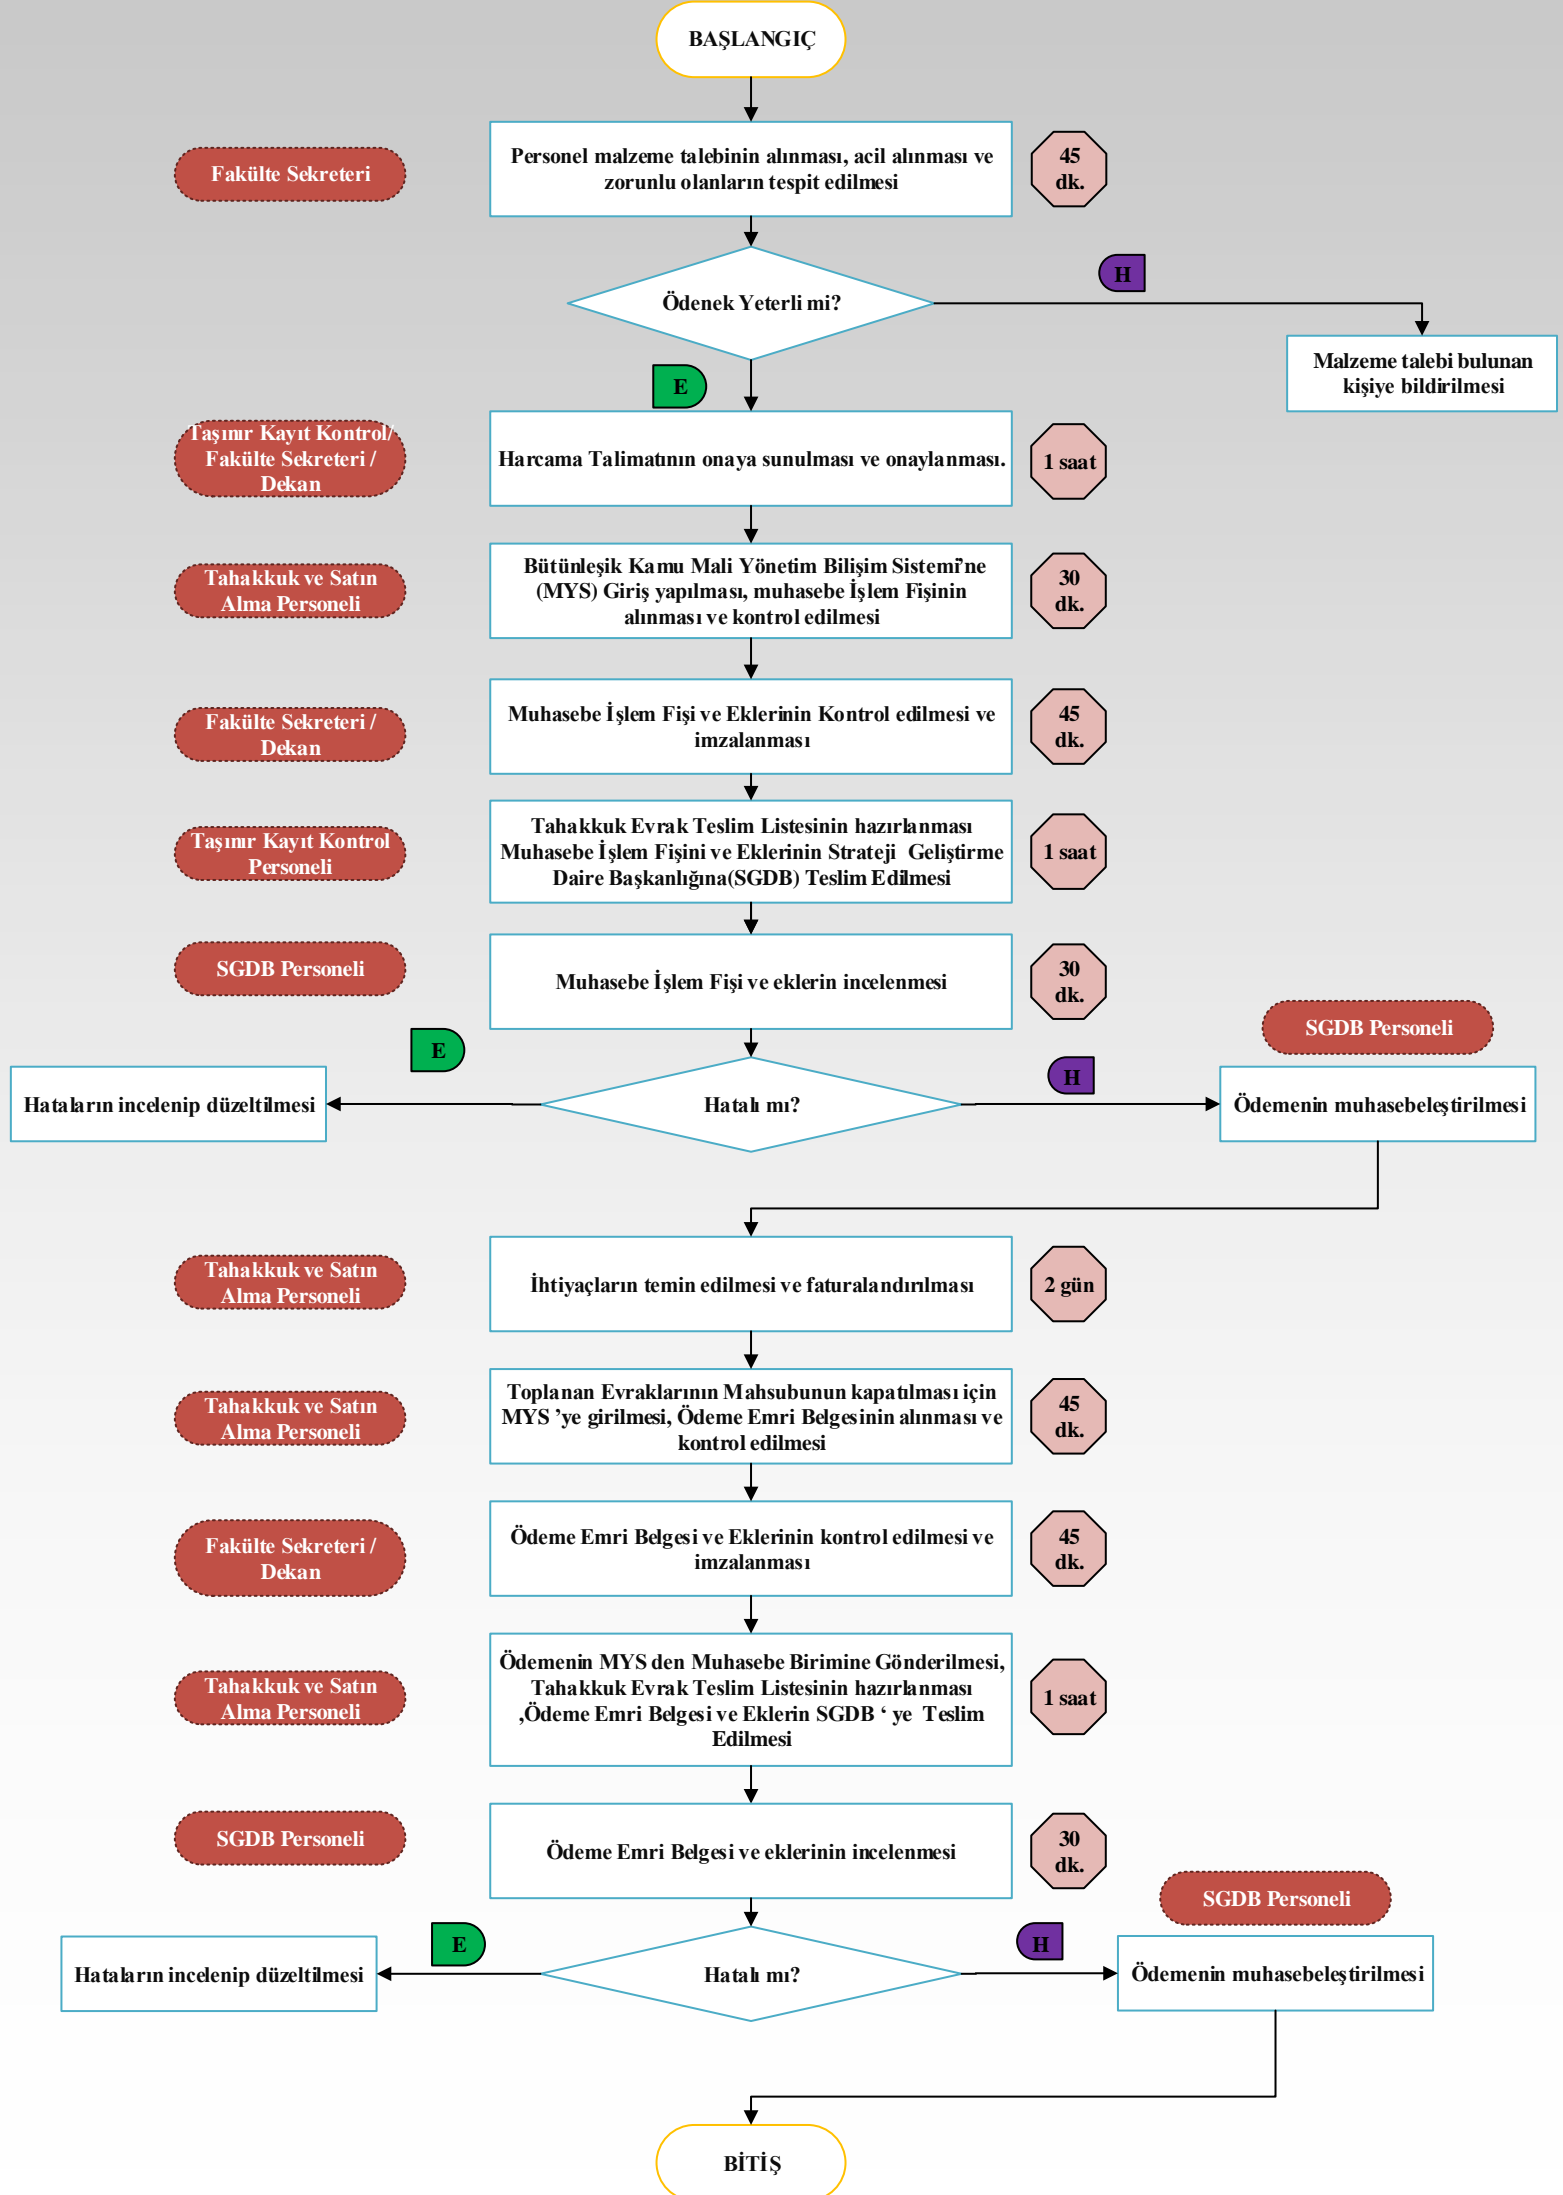 BAŞLANGIÇ
Fakülte Sekreteri
Personel malzeme talebinin alınması, acil alınması ve
zorunlu olanların tespit edilmesi
45
dk.
Ödenek Yeterli mi?
H
Malzeme talebi bulunan
kişiye bildirilmesi
E
Taşınır Kayıt Kontrol/
Fakülte Sekreteri /
Dekan
Harcama Talimatının onaya sunulması ve onaylanması.
1 saat
Tahakkuk ve Satın
Alma Personeli
Bütünleşik Kamu Mali Yönetim Bilişim Sistemi’ne
(MYS) Giriş yapılması, muhasebe İşlem Fişinin
alınması ve kontrol edilmesi
30
dk.
Fakülte Sekreteri /
Dekan
Muhasebe İşlem Fişi ve Eklerinin Kontrol edilmesi ve
imzalanması
45
dk.
Taşınır Kayıt Kontrol
Personeli
Tahakkuk Evrak Teslim Listesinin hazırlanması
Muhasebe İşlem Fişini ve Eklerinin Strateji Geliştirme
Daire Başkanlığına(SGDB) Teslim Edilmesi
1 saat
SGDB Personeli
Muhasebe İşlem Fişi ve eklerin incelenmesi
30
dk.
SGDB Personeli
E
H
Hataların incelenip düzeltilmesi
Hatalı mı?
Ödemenin muhasebeleştirilmesi
Tahakkuk ve Satın
Alma Personeli
İhtiyaçların temin edilmesi ve faturalandırılması
2 gün
Tahakkuk ve Satın
Alma Personeli
Toplanan Evraklarının Mahsubunun kapatılması için
MYS ’ye girilmesi, Ödeme Emri Belgesinin alınması ve
kontrol edilmesi
45
dk.
Fakülte Sekreteri /
Dekan
Ödeme Emri Belgesi ve Eklerinin kontrol edilmesi ve
imzalanması
45
dk.
Tahakkuk ve Satın
Alma Personeli
Ödemenin MYS den Muhasebe Birimine Gönderilmesi,
Tahakkuk Evrak Teslim Listesinin hazırlanması
,Ödeme Emri Belgesi ve Eklerin SGDB ‘ ye Teslim
Edilmesi
1 saat
SGDB Personeli
Ödeme Emri Belgesi ve eklerinin incelenmesi
30
dk.
SGDB Personeli
E
H
Hataların incelenip düzeltilmesi
Hatalı mı?
Ödemenin muhasebeleştirilmesi
BİTİŞ